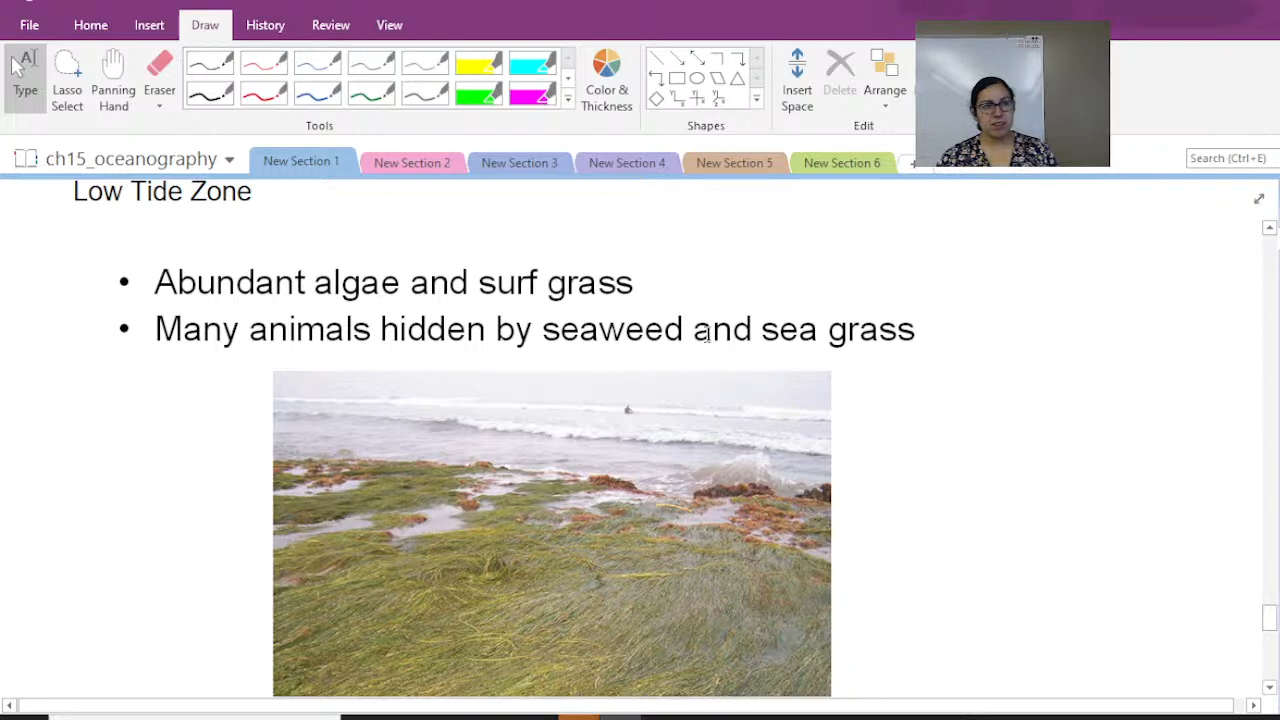 File Home Insert Draw History Review View
Type
Lasso Select
Panning Hand
Eraser
Color & Thickness
Insert Space
Delete
Arrange
Tools
Shapes
Edit
ch15_oceanography
New Section 1 New Section 2 New Section 3 New Section 4 New Section 5 New Section 6
Search (Ctrl+E)
Low Tide Zone
• Abundant algae and surf grass
• Many animals hidden by seaweed and sea grass